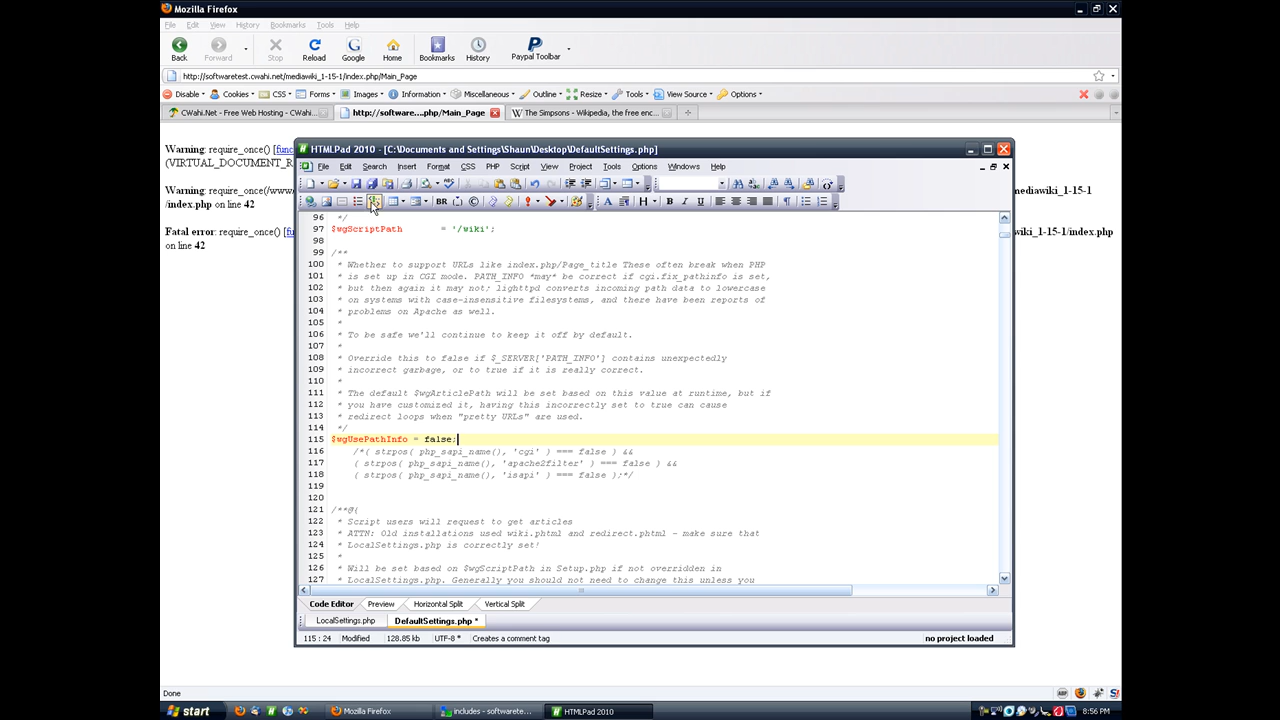 Mozilla Firefox
File Edit View History Bookmarks Tools Help
Back Forward Stop Reload Google Home Bookmarks History Paypal Toolbar
http://softwaretest.cwahi.net/mediawiki_1-15-1/index.php/Main_Page
Disable Cookies CSS Forms Images Information Miscellaneous Outline Resize Tools View Source Options
CWahi.Net - Free Web Hosting - CWahi... http://software....php/Main_Page The Simpsons - Wikipedia, the free enc...
Warning: require_once() [func
(VIRTUAL_DOCUMENT_R
Warning: require_once(/www/ mediawiki_1-15-1
/index.php on line 42
Fatal error: require_once() [fu wiki_1-15-1/index.php
on line 42
HTMLPad 2010 - [C:\Documents and Settings\Shaun\Desktop\DefaultSettings.php]
File Edit Search Insert Format CSS PHP Script View Project Tools Options Windows Help
BR H B I U
96 */
97 $wgScriptPath = '/wiki';
98
99 /**
100 * Whether to support URLs like index.php/Page_title These often break when PHP
101 * is set up in CGI mode. PATH_INFO *may* be correct if cgi.fix_pathinfo is set,
102 * but then again it may not; lighttpd converts incoming path data to lowercase
103 * on systems with case-insensitive filesystems, and there have been reports of
104 * problems on Apache as well.
105 *
106 * To be safe we'll continue to keep it off by default.
107 *
108 * Override this to false if $_SERVER['PATH_INFO'] contains unexpectedly
109 * incorrect garbage, or to true if it is really correct.
110 *
111 * The default $wgArticlePath will be set based on this value at runtime, but if
112 * you have customized it, having this incorrectly set to true can cause
113 * redirect loops when "pretty URLs" are used.
114 */
115 $wgUsePathInfo = false;
116 /*( strpos( php_sapi_name(), 'cgi' ) === false ) &&
117 ( strpos( php_sapi_name(), 'apache2filter' ) === false ) &&
118 ( strpos( php_sapi_name(), 'isapi' ) === false );*/
119
120
121 /**@{
122 * Script users will request to get articles
123 * ATTN: Old installations used wiki.phtml and redirect.phtml - make sure that
124 * LocalSettings.php is correctly set!
125 *
126 * Will be set based on $wgScriptPath in Setup.php if not overridden in
127 * LocalSettings.php. Generally you should not need to change this unless you
Code Editor Preview Horizontal Split Vertical Split
LocalSettings.php DefaultSettings.php *
115 : 24 Modified 128.85 kb UTF-8 * Creates a comment tag no project loaded
Done
start Mozilla Firefox includes - softwarete... HTMLPad 2010 8:56 PM